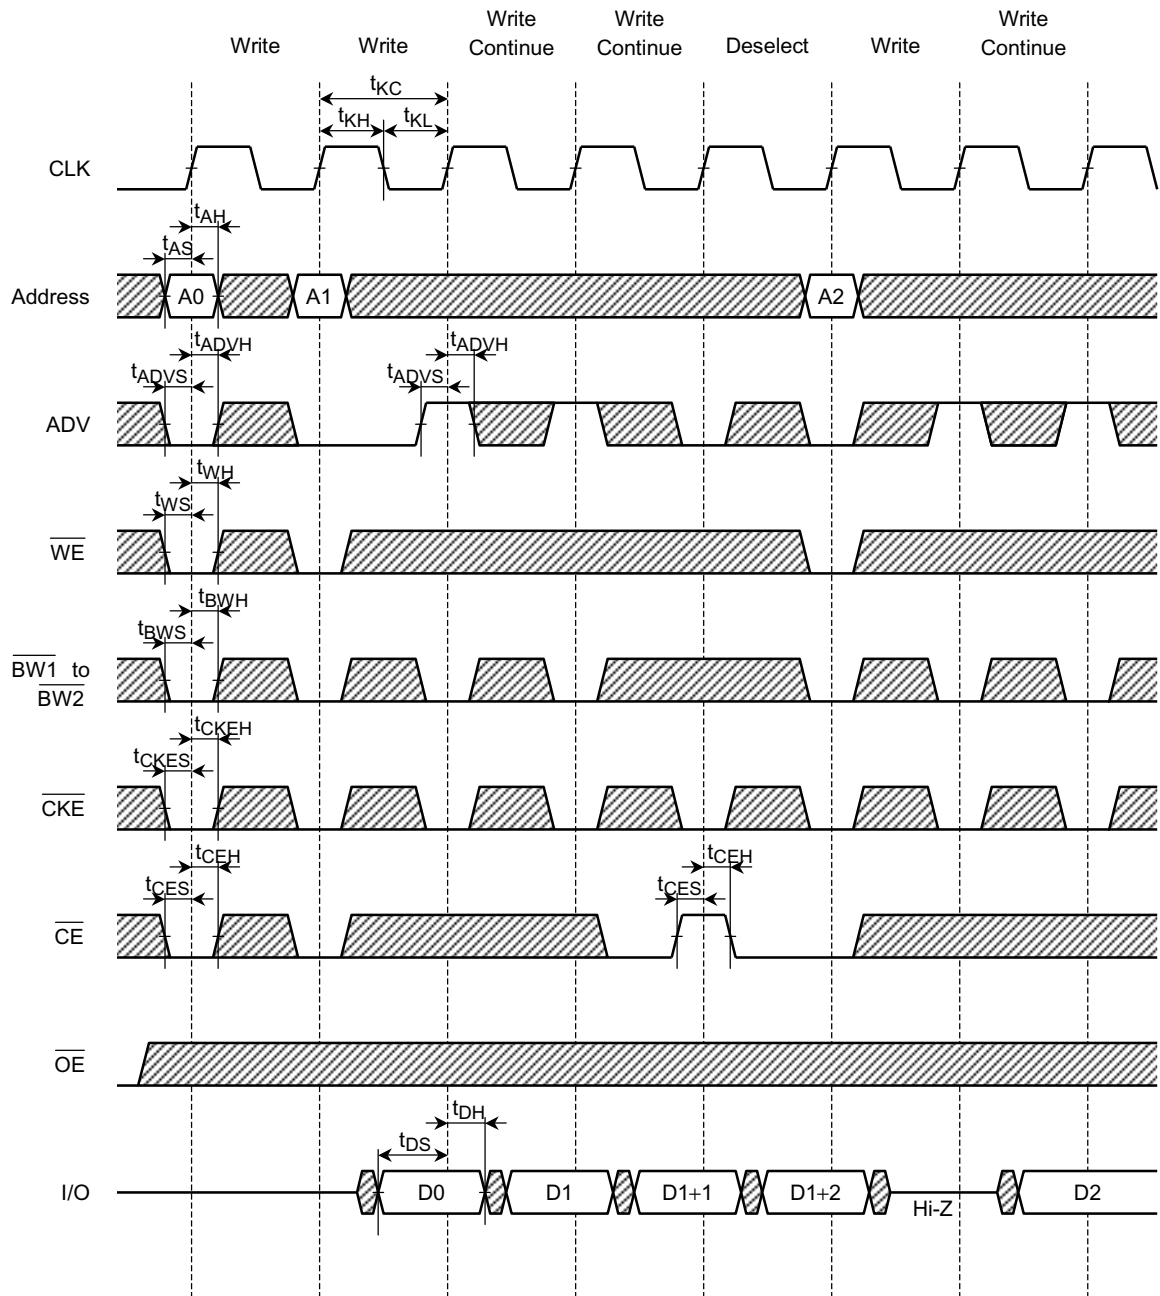 Write
Write
Write Continue
Write Continue
Deselect
Write
Write Continue
tKC
tKH
tKL
CLK
tAH
tAS
Address
A0
A1
A2
tADVH
tADVH
tADVS
tADVS
ADV
tWH
tWS
WE
tBWH
tBWS
BW1 to
BW2
tCKEH
tCKES
CKE
tCEH
tCEH
tCES
tCES
CE
OE
tDH
tDS
I/O
D0
D1
D1+1
D1+2
Hi-Z
D2